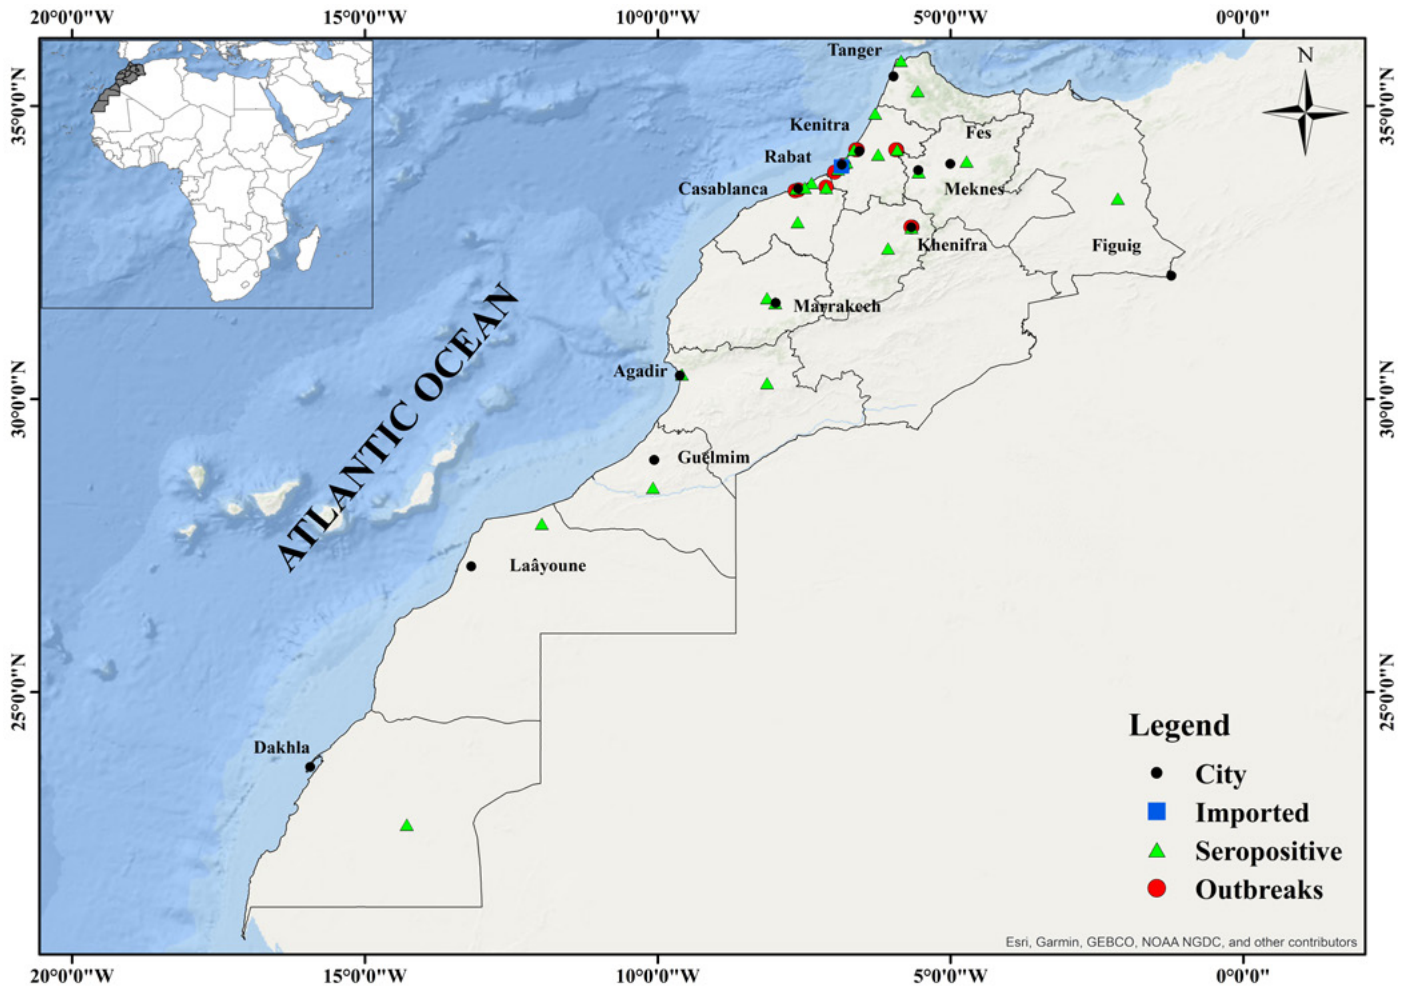 20°0'0"W 15°0'0"W 10°0'0"W 5°0'0"W 0°0'0"
35°0'0"N
35°0'0"N
30°0'0"N
30°0'0"N
25°0'0"N
25°0'0"N
N
Tanger
Kenitra
Fes
Rabat
Casablanca
Meknes
Khenifra
Figuig
Marrakech
Agadir
ATLANTIC OCEAN
Guelmim
Laâyoune
Dakhla
Legend
City
Imported
Seropositive
Outbreaks
Esri, Garmin, GEBCO, NOAA NGDC, and other contributors
20°0'0"W 15°0'0"W 10°0'0"W 5°0'0"W 0°0'0"